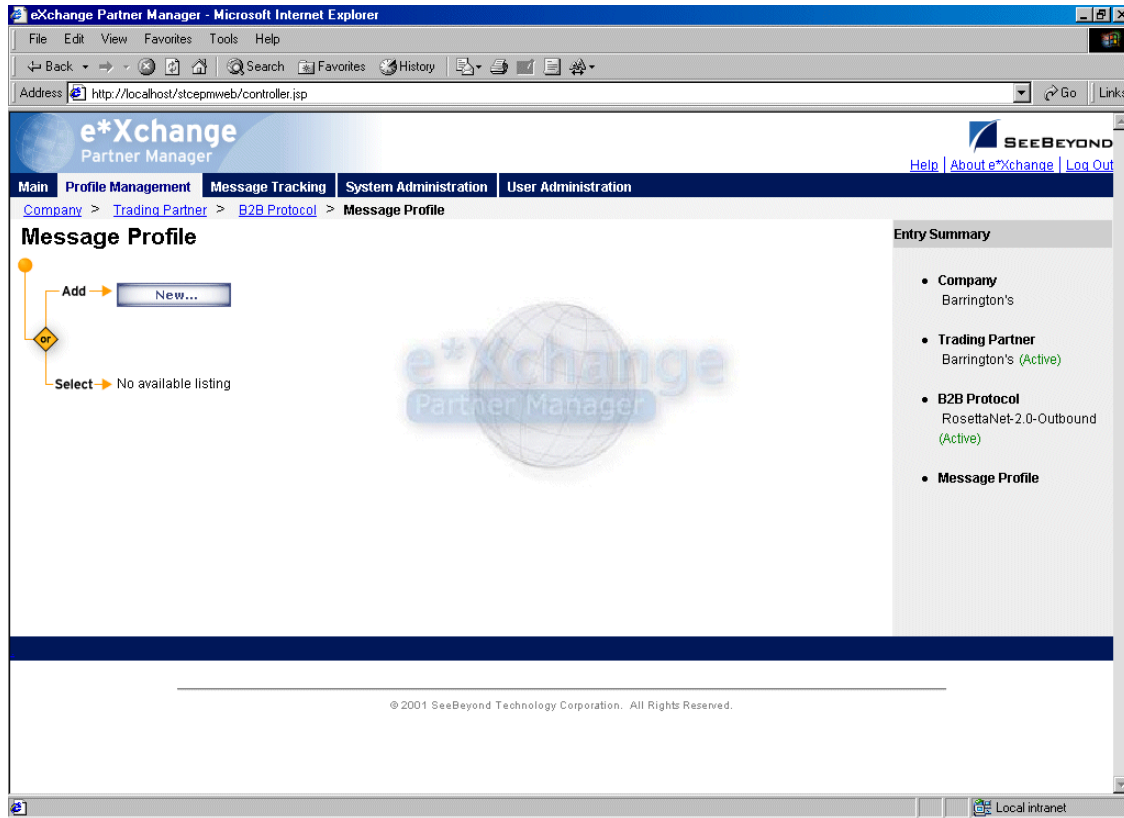 eXchange Partner Manager - Microsoft Internet Explorer
File Edit View Favorites Tools Help
Back Search Favorites History
Address http://localhost/stcepmweb/controller.jsp Go Links
e*Xchange
Partner Manager
SEEBEYOND
Help | About e*Xchange | Log Out
Main Profile Management Message Tracking System Administration User Administration
Company > Trading Partner > B2B Protocol > Message Profile
Message Profile
Add New...
or
Select No available listing
e*Xchange
Partner Manager
Entry Summary
• Company
Barrington's
• Trading Partner
Barrington's (Active)
• B2B Protocol
RosettaNet-2.0-Outbound
(Active)
• Message Profile
© 2001 SeeBeyond Technology Corporation. All Rights Reserved.
Local intranet